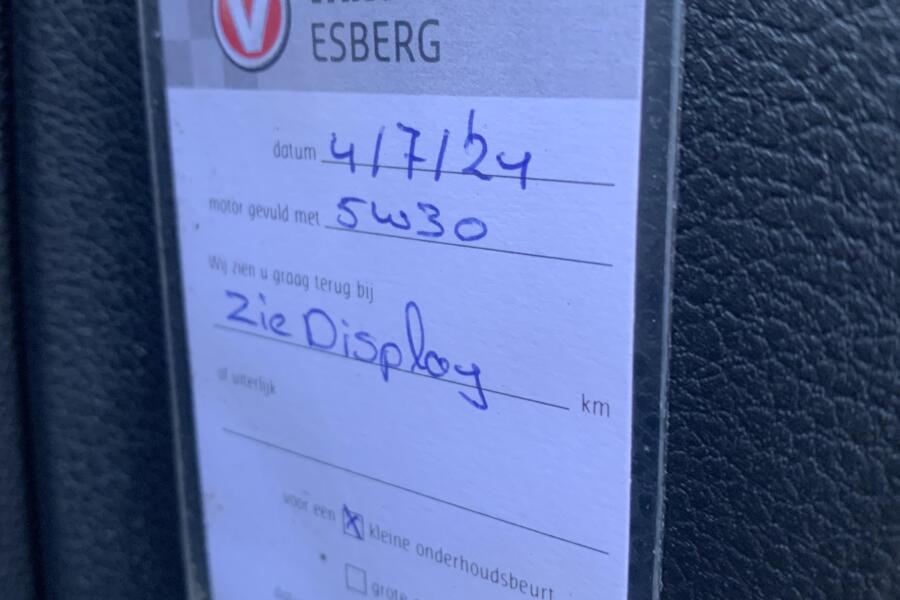 V
ESBERG
datum 4/7/24
motor gevuld met 5W30
Wij zien u graag terug bij
Zie Display km
of uiterlijk
voor een x kleine onderhoudsbeurt
grote